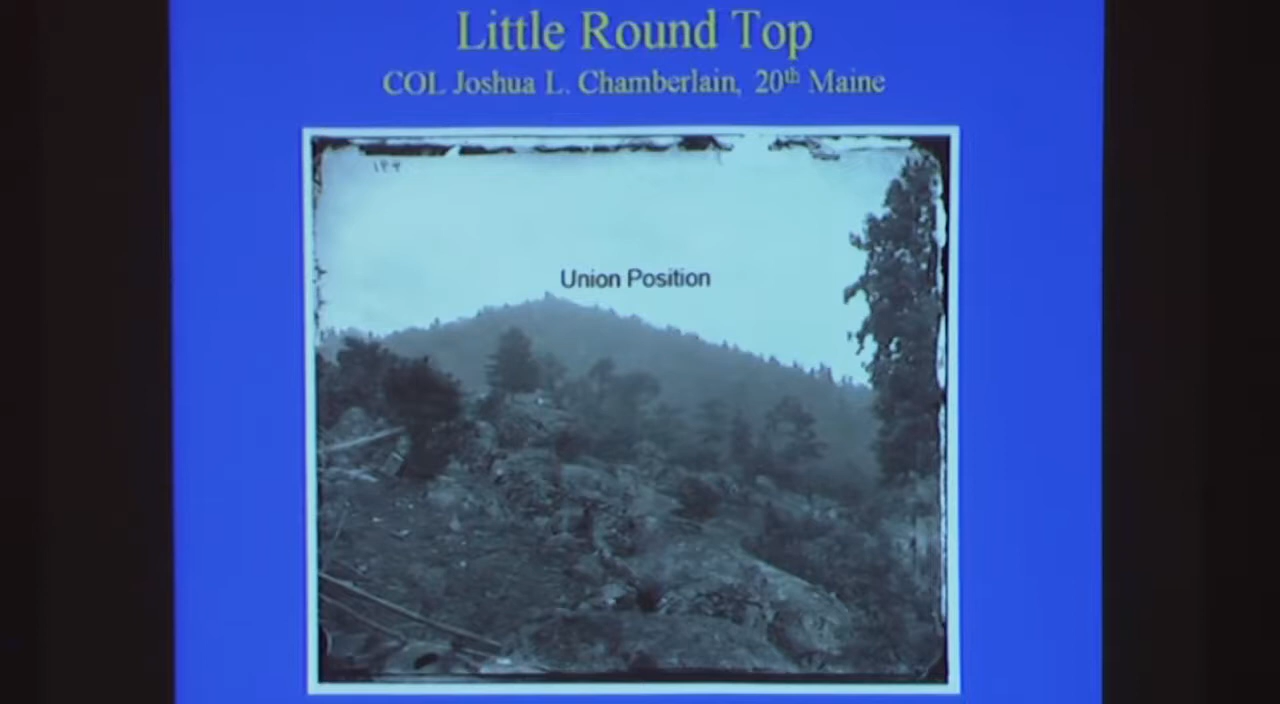 Little Round Top
COL Joshua L. Chamberlain, 20th Maine
Union Position